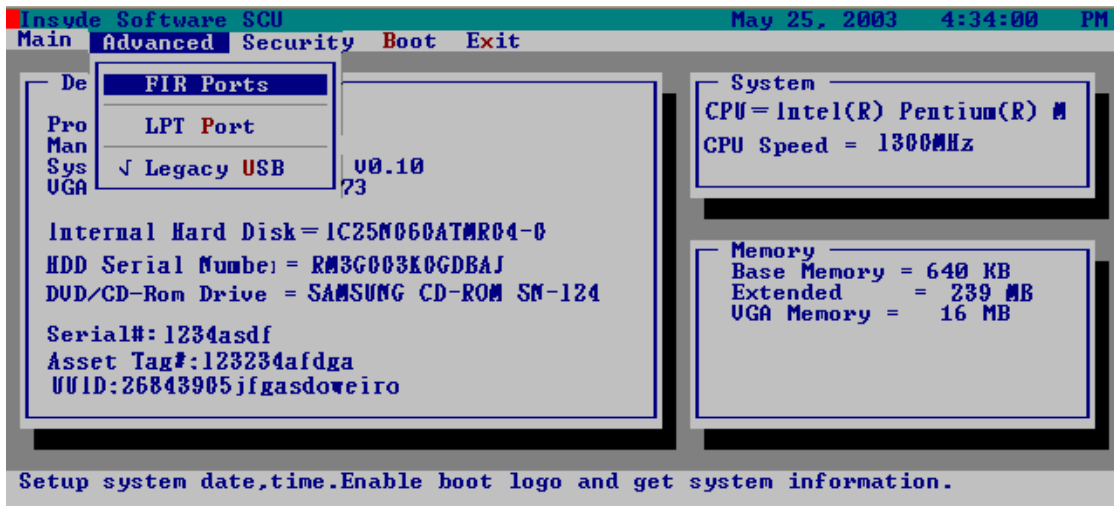 Insyde Software SCU May 25, 2003 4:34:00 PM
Main Advanced Security Boot Exit
De
FIR Ports
Pro
LPT Port
Man
Sys
√ Legacy USB
V0.10
VGA
73
Internal Hard Disk=IC25N060ATMR04-0
HDD Serial Number = RM3G003K0GDBAJ
DVD/CD-Rom Drive = SAMSUNG CD-ROM SN-124
Serial#:1234asdf
Asset Tag#:123234afdga
UUID:26843905jfgasdoweiro
System
CPU=Intel(R) Pentium(R) M
CPU Speed = 1300MHz
Memory
Base Memory = 640 KB
Extended = 239 MB
VGA Memory = 16 MB
Setup system date,time.Enable boot logo and get system information.